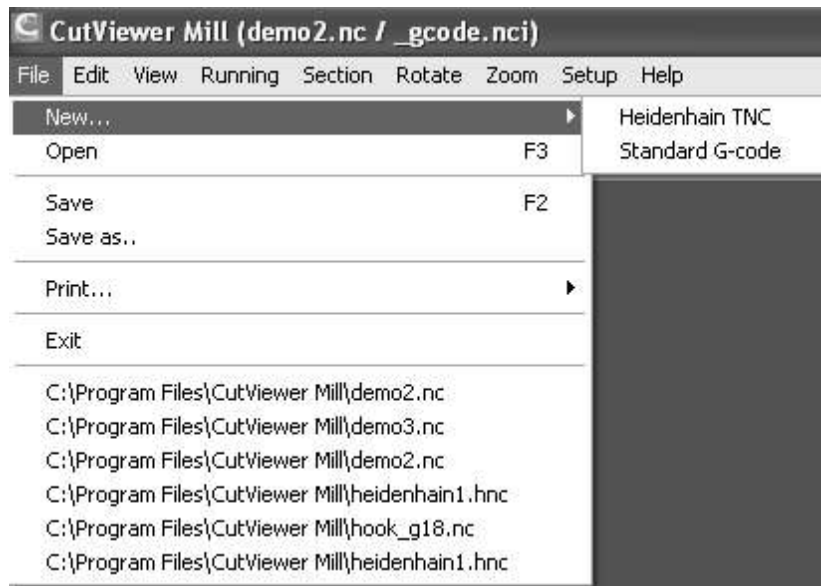 CutViewer Mill (demo2.nc / _gcode.nci)
File Edit View Running Section Rotate Zoom Setup Help
New... Heidenhain TNC
Open F3 Standard G-code
Save F2
Save as..
Print...
Exit
C:\Program Files\CutViewer Mill\demo2.nc
C:\Program Files\CutViewer Mill\demo3.nc
C:\Program Files\CutViewer Mill\demo2.nc
C:\Program Files\CutViewer Mill\heidenhain1.hnc
C:\Program Files\CutViewer Mill\hook_g18.nc
C:\Program Files\CutViewer Mill\heidenhain1.hnc